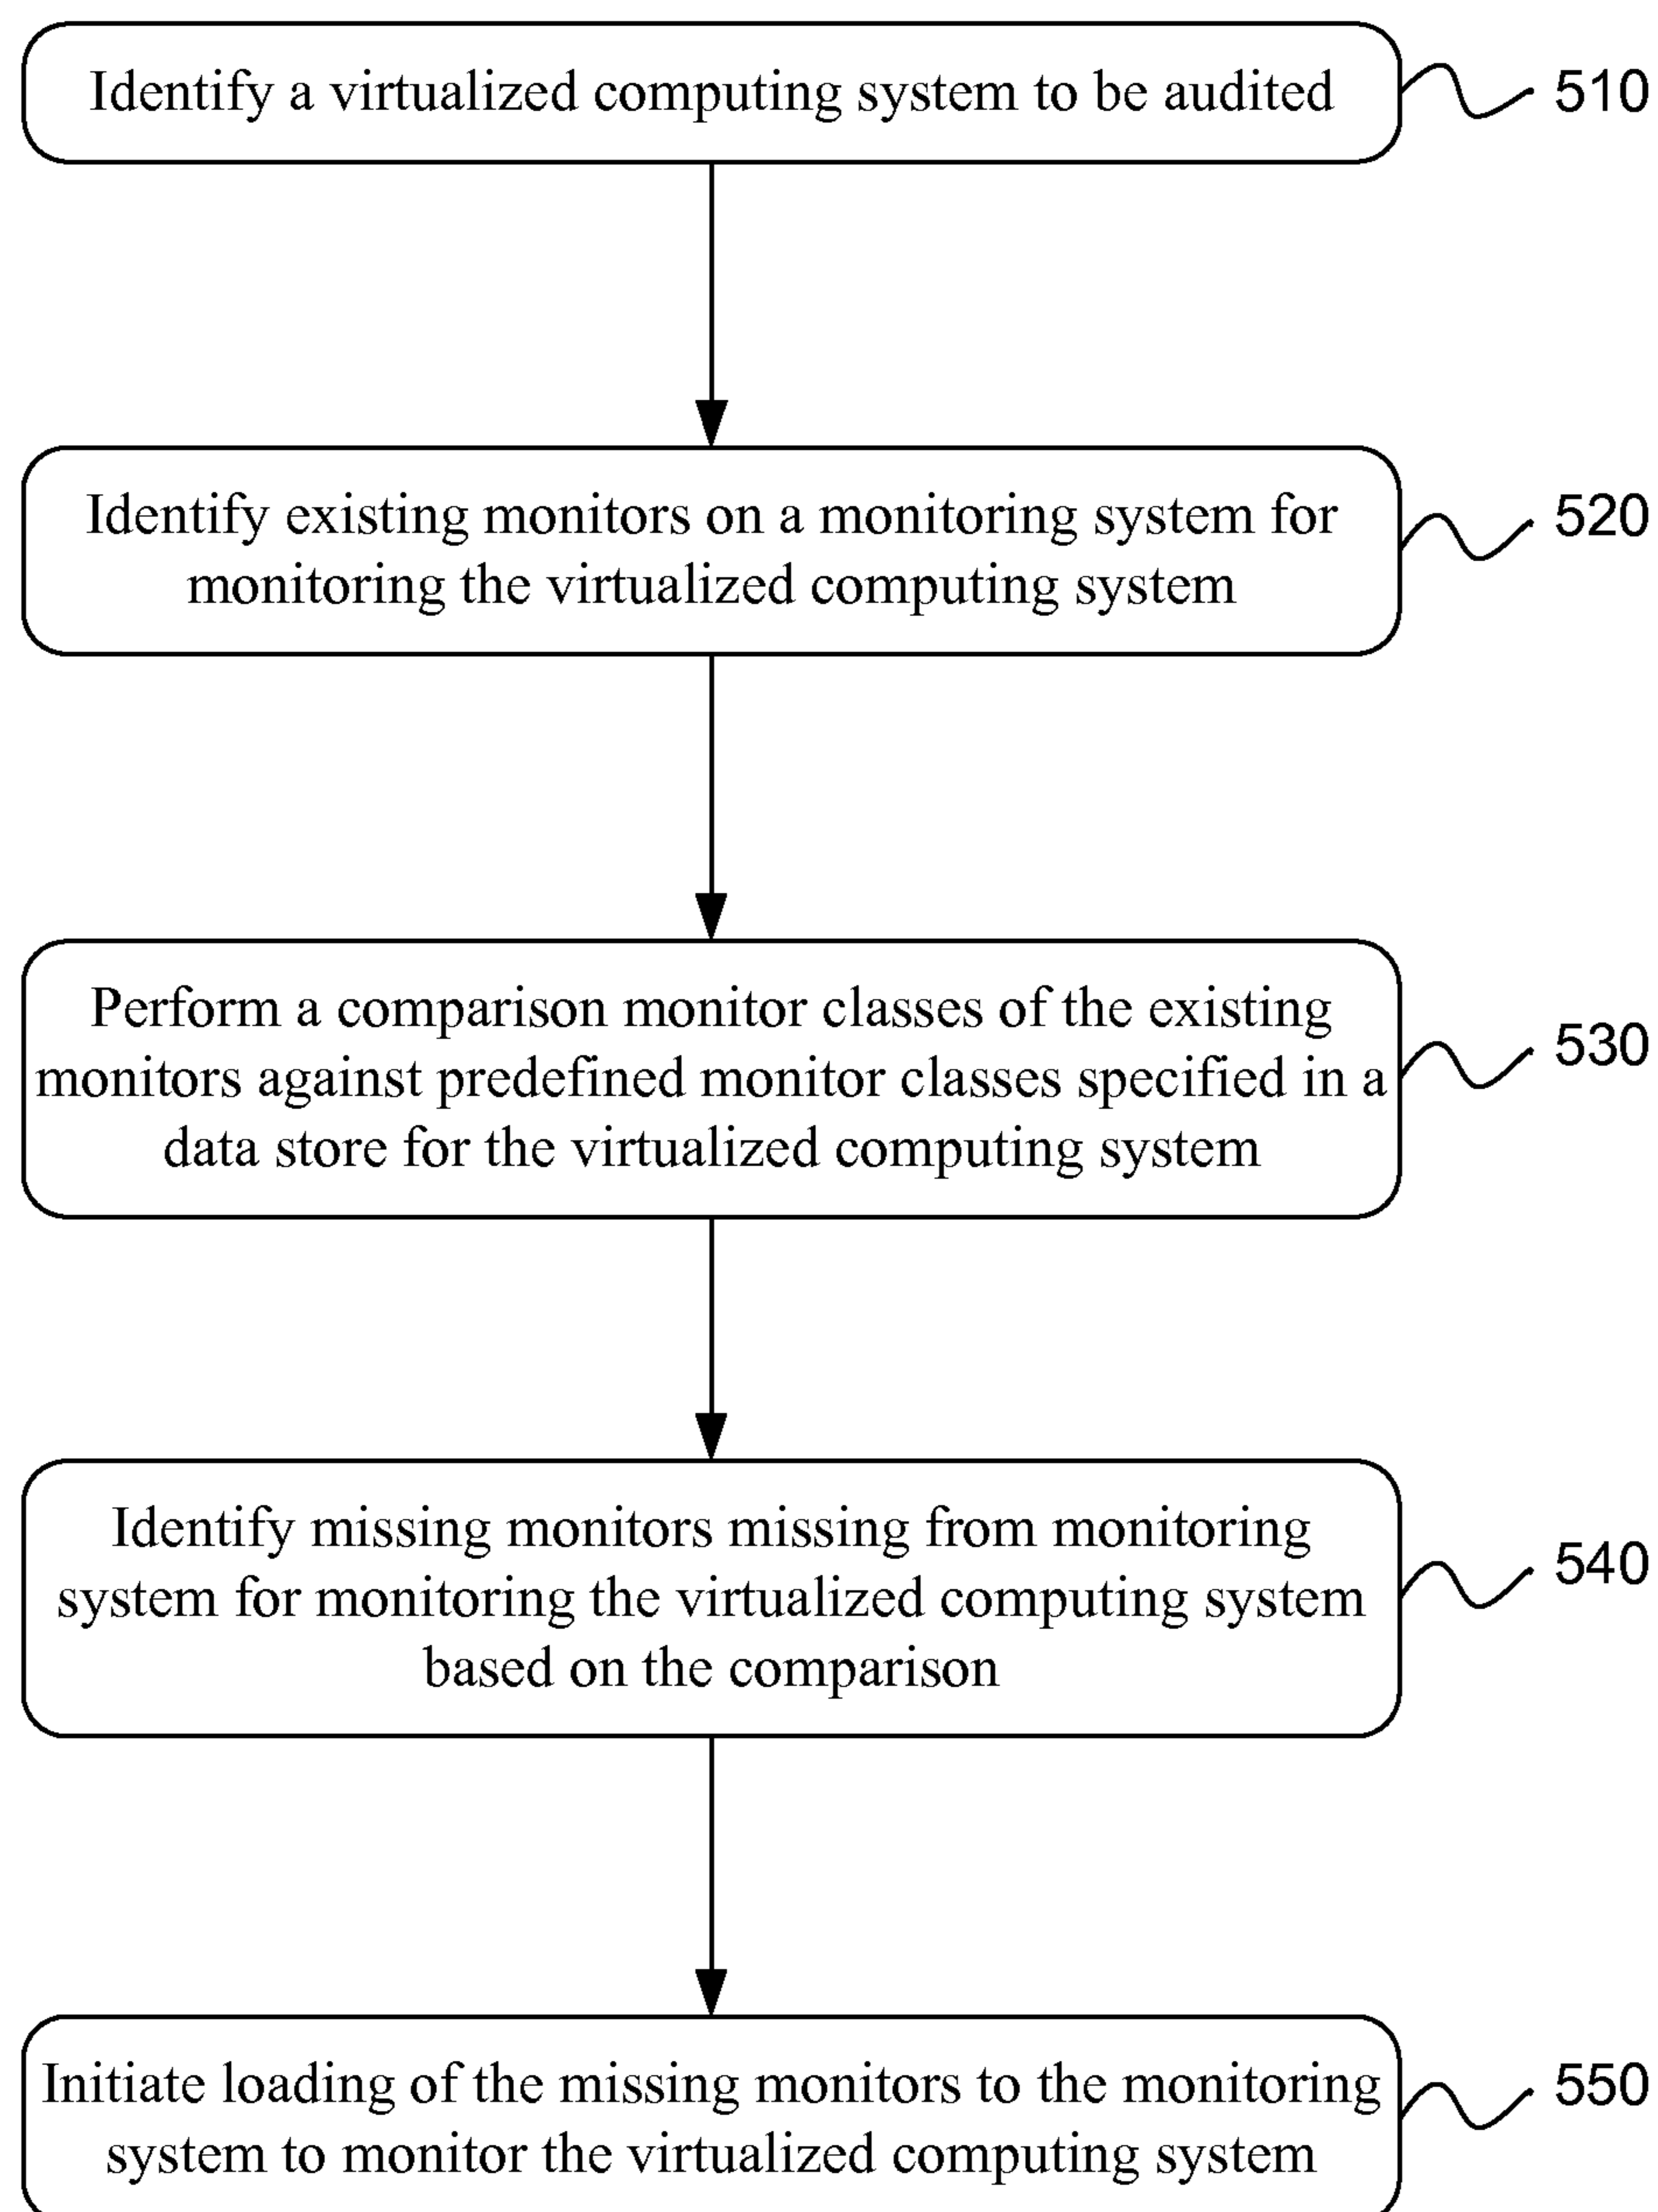 Identify a virtualized computing system to be audited
510
Identify existing monitors on a monitoring system for
monitoring the virtualized computing system
520
Perform a comparison monitor classes of the existing
monitors against predefined monitor classes specified in a
data store for the virtualized computing system
530
Identify missing monitors missing from monitoring
system for monitoring the virtualized computing system
based on the comparison
540
Initiate loading of the missing monitors to the monitoring
system to monitor the virtualized computing system
550